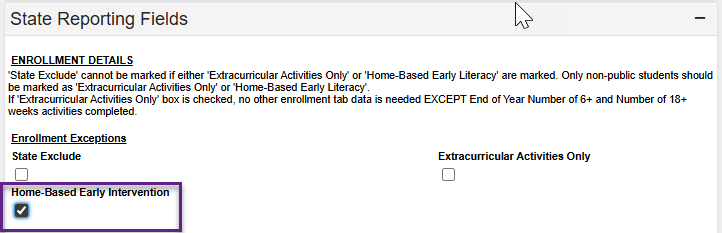 State Reporting Fields
ENROLLMENT DETAILS
'State Exclude' cannot be marked if either 'Extracurricular Activities Only' or 'Home-Based Early Literacy' are marked. Only non-public students should
be marked as 'Extracurricular Activities Only' or 'Home-Based Early Literacy'.
If 'Extracurricular Activities Only' box is checked, no other enrollment tab data is needed EXCEPT End of Year Number of 6+ and Number of 18+
weeks activities completed.
Enrollment Exceptions
State Exclude
Extracurricular Activities Only
Home-Based Early Intervention